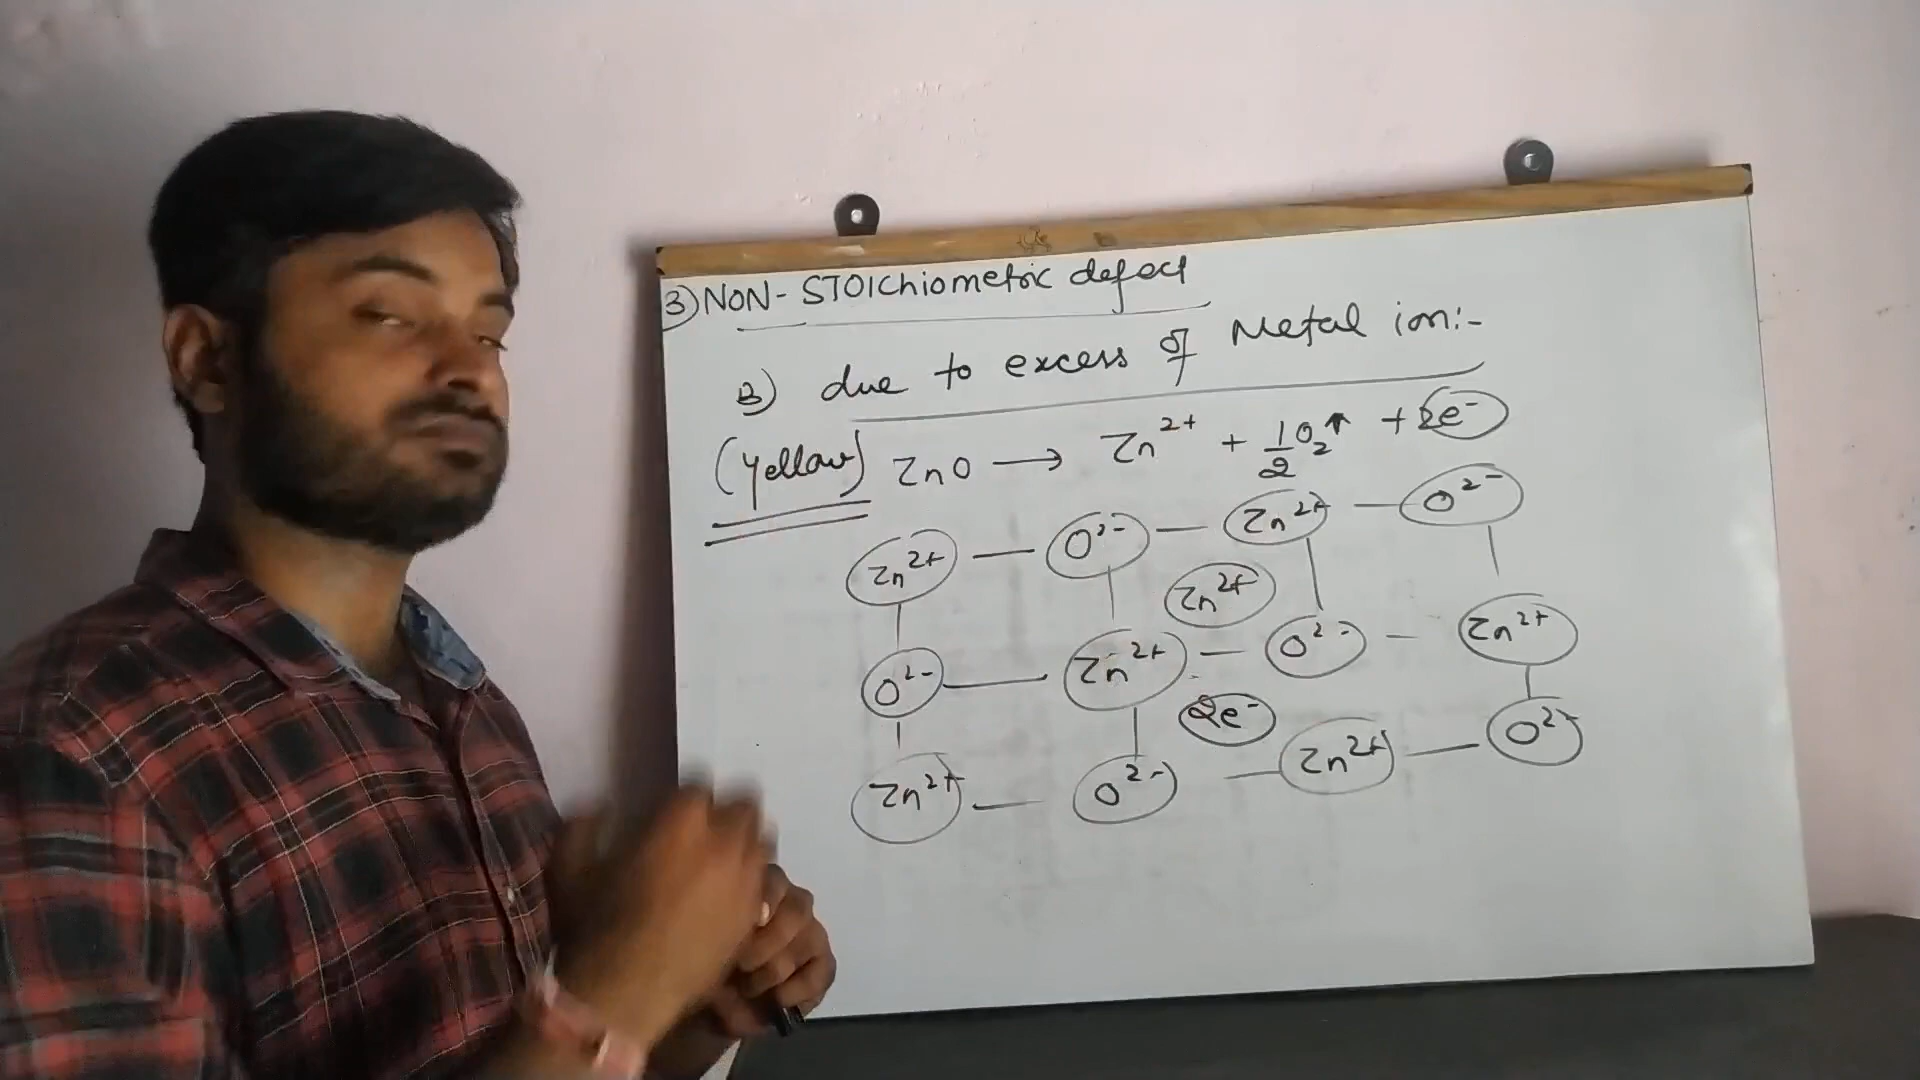 3) NON-STOIchiometric defect
B) due to excess of Metal ion:-
(Yellow) ZnO → Zn²⁺ + 1/2 O₂↑ + 2e⁻
Zn²⁺ — O²⁻ — Zn²⁺ — O²⁻
Zn²⁺
O²⁻ — Zn²⁺ — O²⁻ — Zn²⁺
2e⁻
Zn²⁺ — O²⁻ — Zn²⁺ — O²⁻